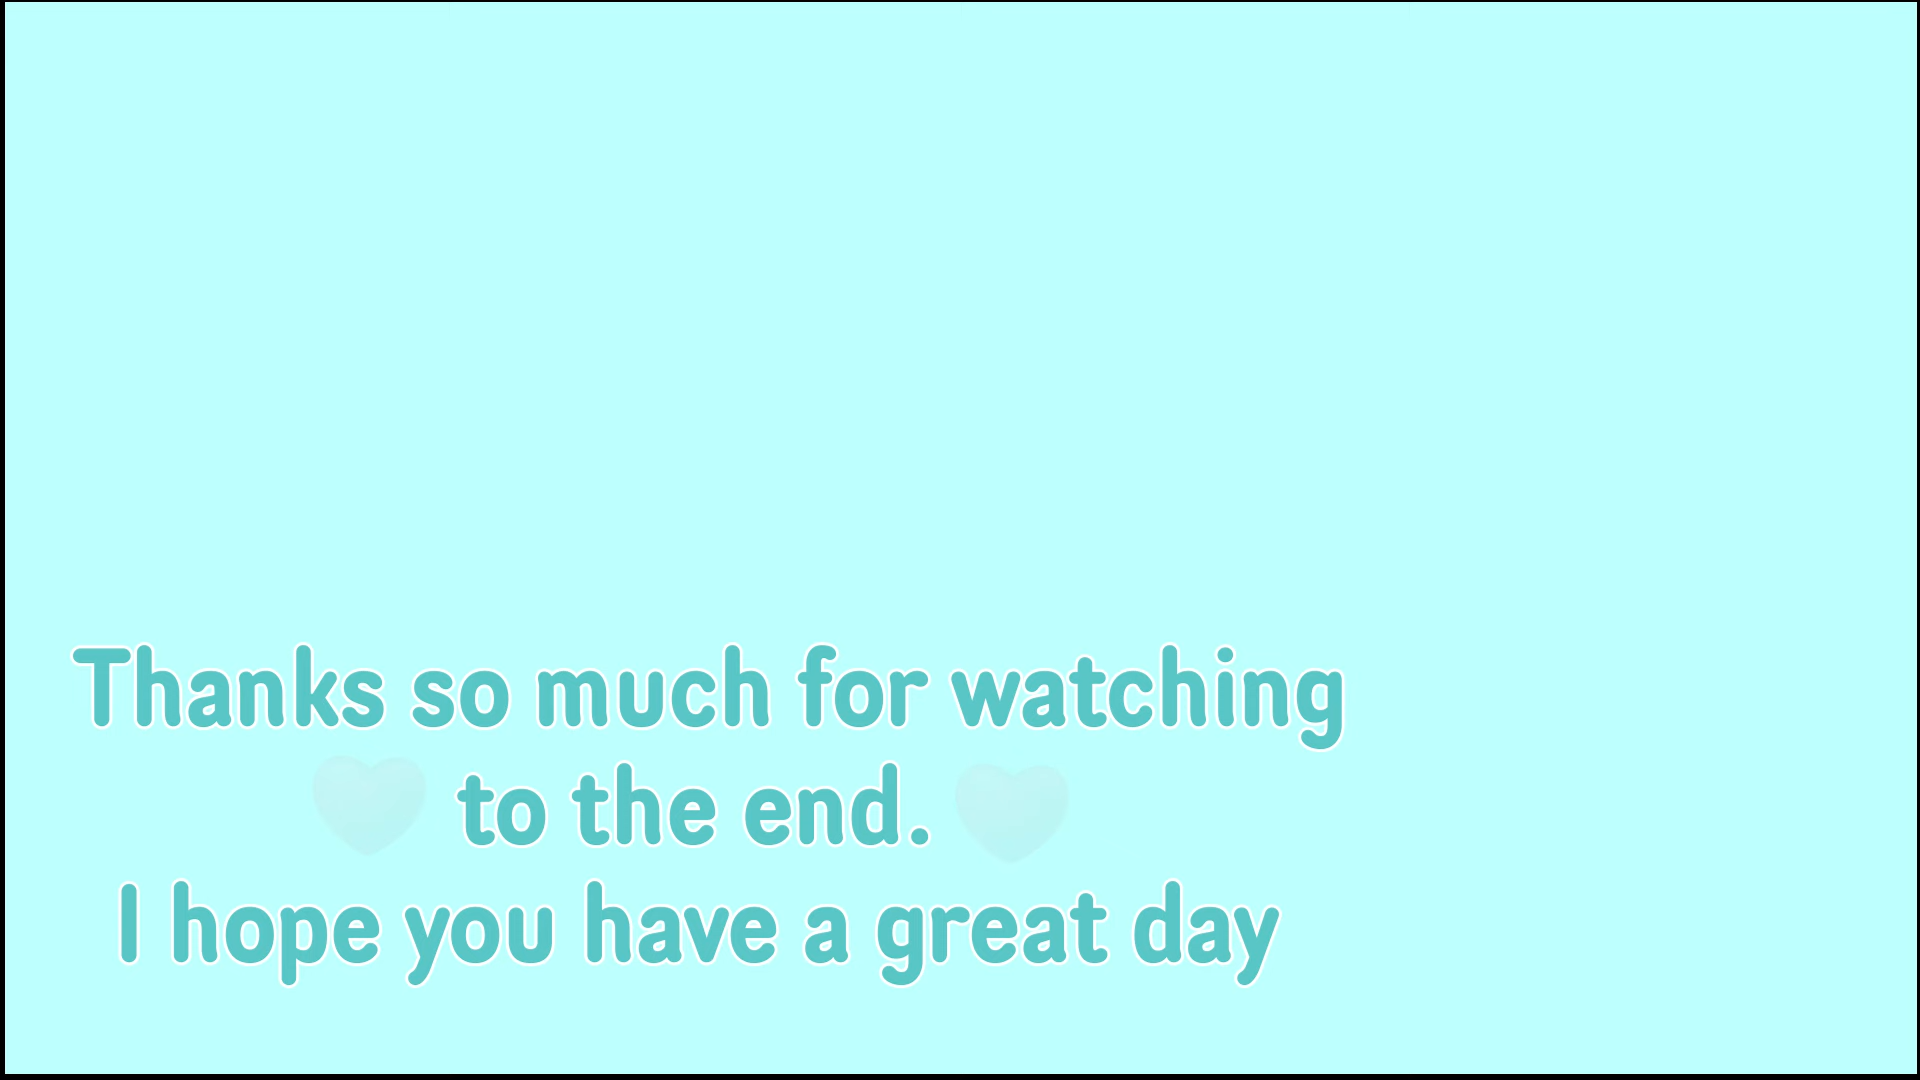 Thanks so much for watching
🤍 to the end. 🤍
I hope you have a great day